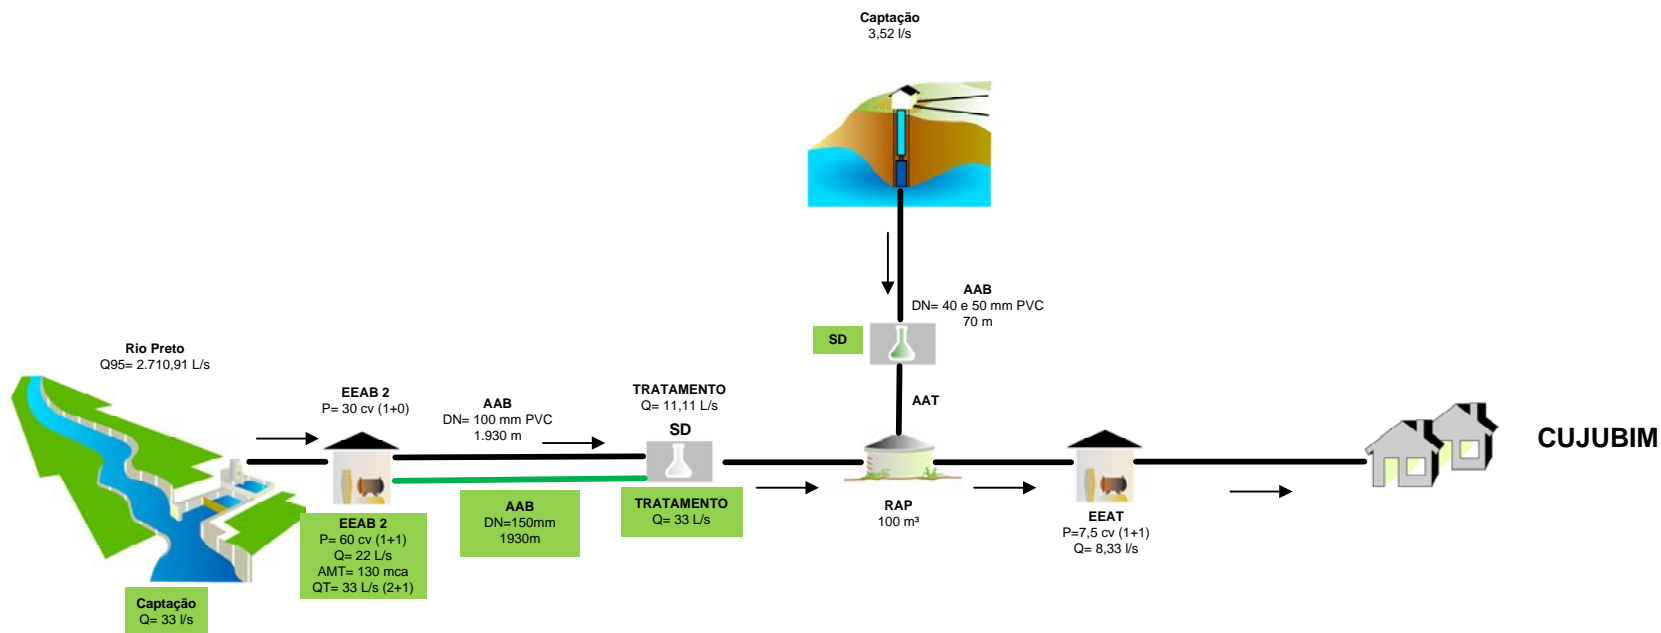 Captação
3,52 l/s
AAB
DN= 40 e 50 mm PVC
70 m
SD
AAT
Rio Preto
Q95= 2.710,91 L/s
EEAB 2
P= 30 cv (1+0)
AAB
DN= 100 mm PVC
1.930 m
TRATAMENTO
Q= 11,11 L/s
SD
CUJUBIM
EEAB 2
P= 60 cv (1+1)
Q= 22 L/s
AMT= 130 mca
QT= 33 L/s (2+1)
AAB
DN=150mm
1930m
TRATAMENTO
Q= 33 L/s
RAP
100 m³
EEAT
P=7,5 cv (1+1)
Q= 8,33 l/s
Captação
Q= 33 l/s